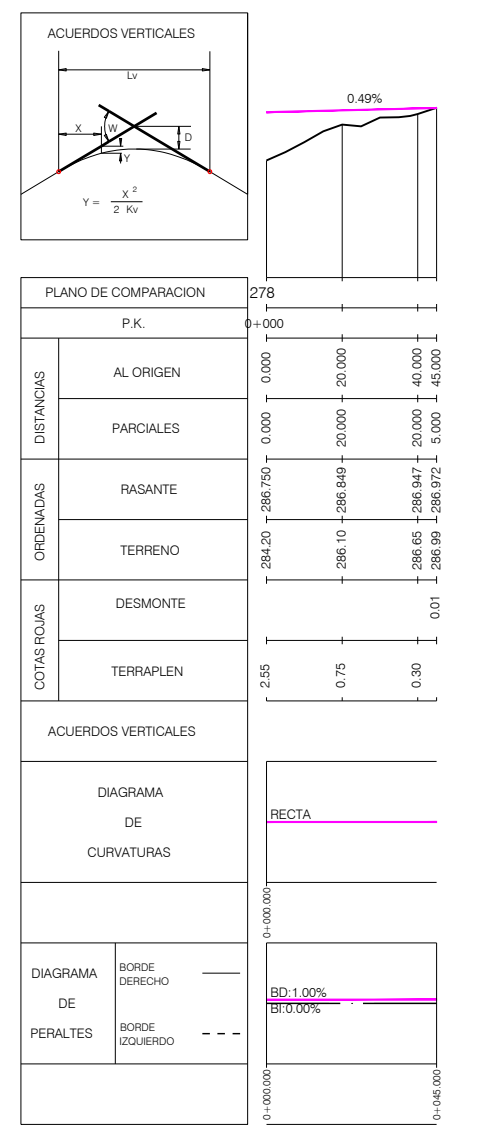 ACUERDOS VERTICALES
Lv
X
W
D
Y
Y = X 2
2 Kv
0.49%
PLANO DE COMPARACION 278
P.K. 0+000
DISTANCIAS
AL ORIGEN 0.000 20.000 40.000 45.000
PARCIALES 0.000 20.000 20.000 5.000
ORDENADAS
RASANTE 286.750 286.849 286.947 286.972
TERRENO 284.20 286.10 286.65 286.99
COTAS ROJAS
DESMONTE 0.01
TERRAPLEN 2.55 0.75 0.30
ACUERDOS VERTICALES
DIAGRAMA
DE
CURVATURAS
RECTA
0+000.000
DIAGRAMA
DE
PERALTES
BORDE
DERECHO
BORDE
IZQUIERDO
BD:1.00%
BI:0.00%
0+000.000 0+045.000